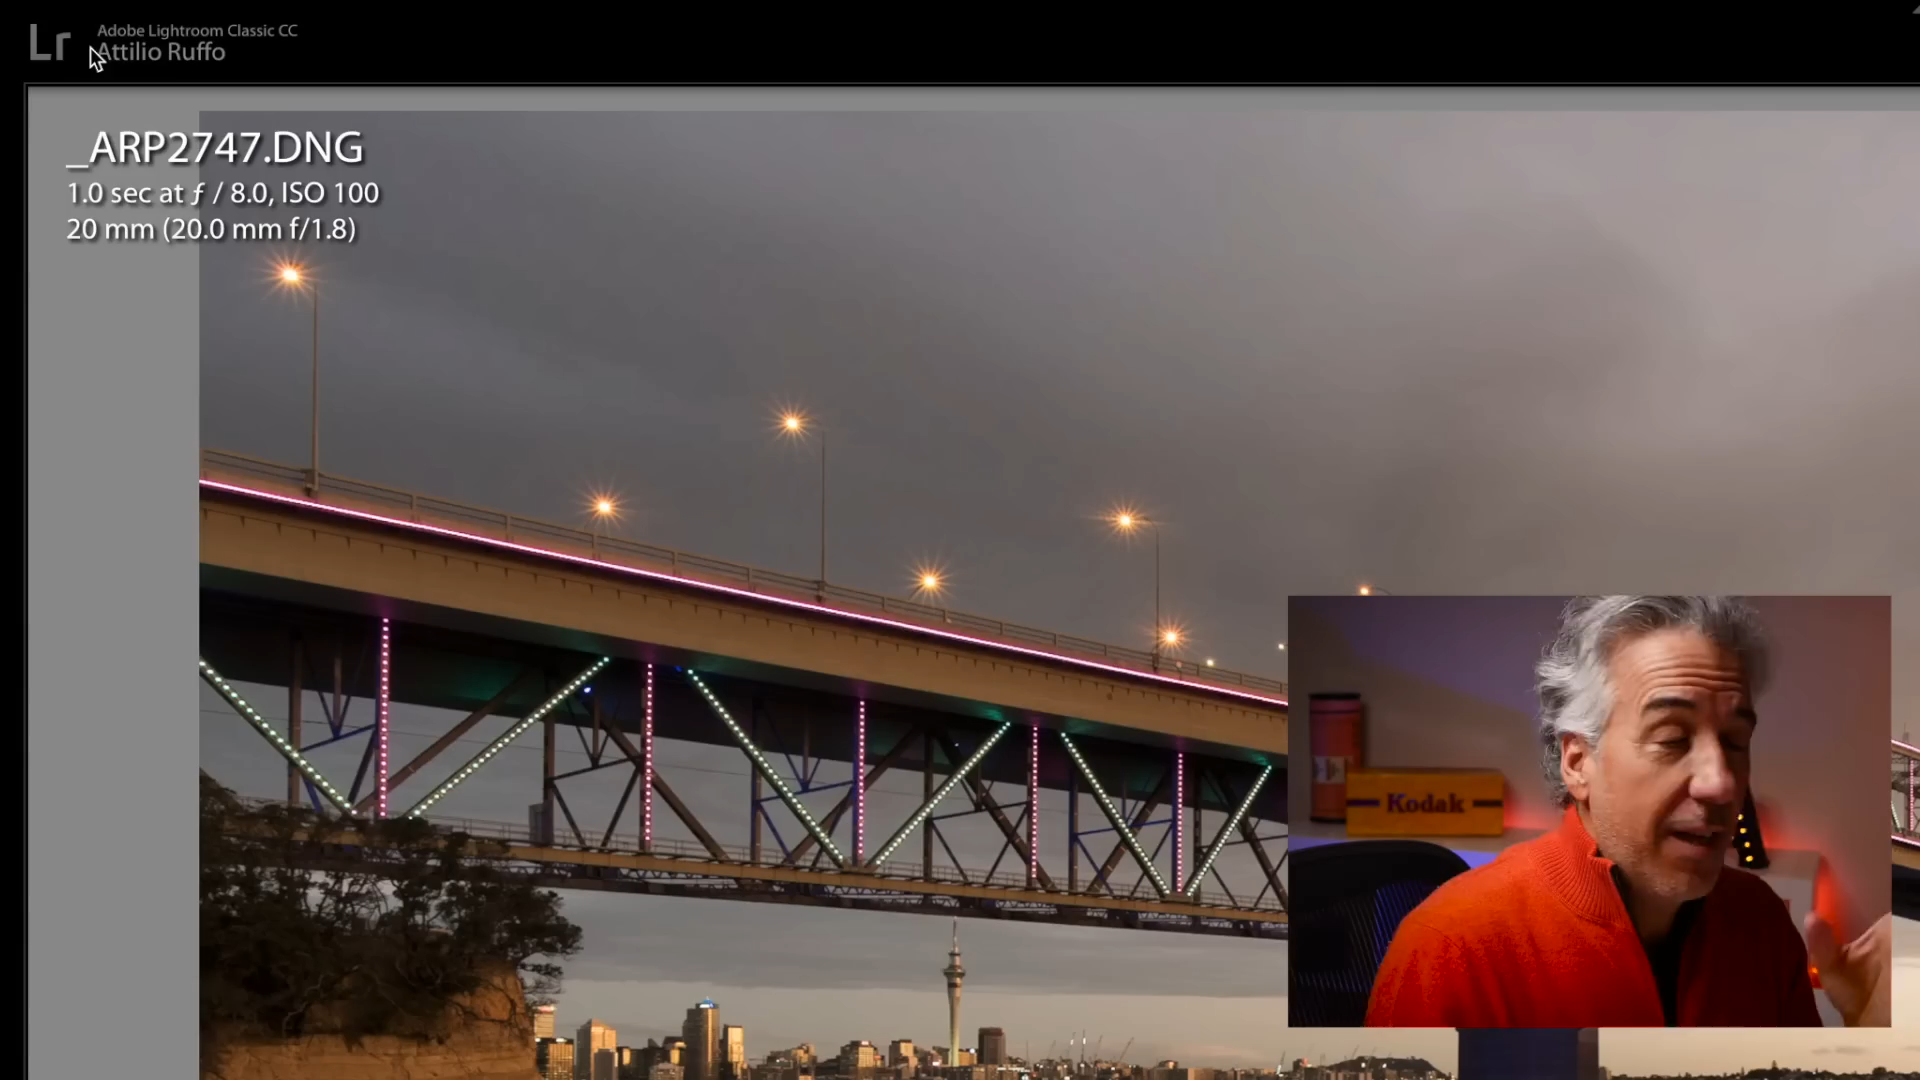 Lr
Adobe Lightroom Classic CC
Attilio Ruffo
_ARP2747.DNG
1.0 sec at ƒ / 8.0, ISO 100
20 mm (20.0 mm f/1.8)
Kodak